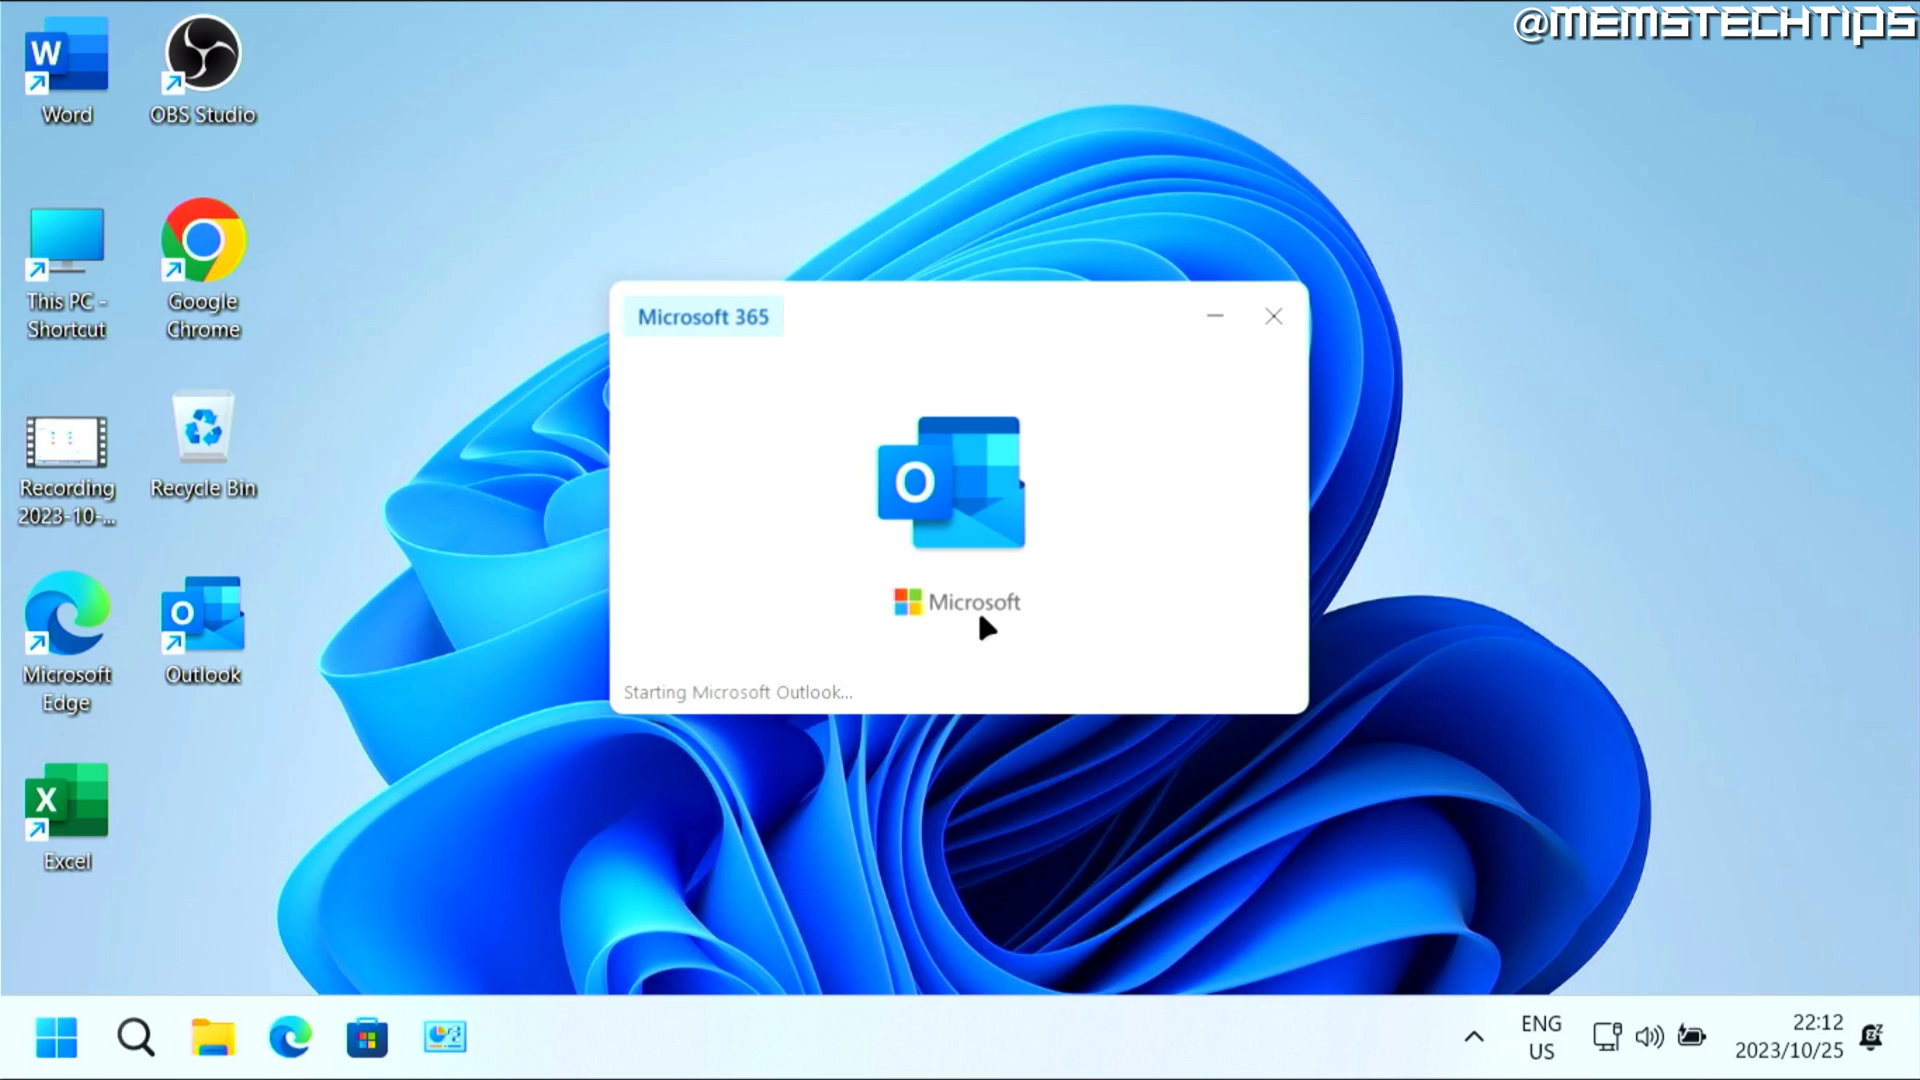 @MEMSTECHTIPS
W
Word
OBS Studio
This PC -
Shortcut
Google
Chrome
Recording
2023-10-...
Recycle Bin
Microsoft
Edge
O
Outlook
X
Excel
Microsoft 365
O
Microsoft
Starting Microsoft Outlook...
ENG
US
22:12
2023/10/25